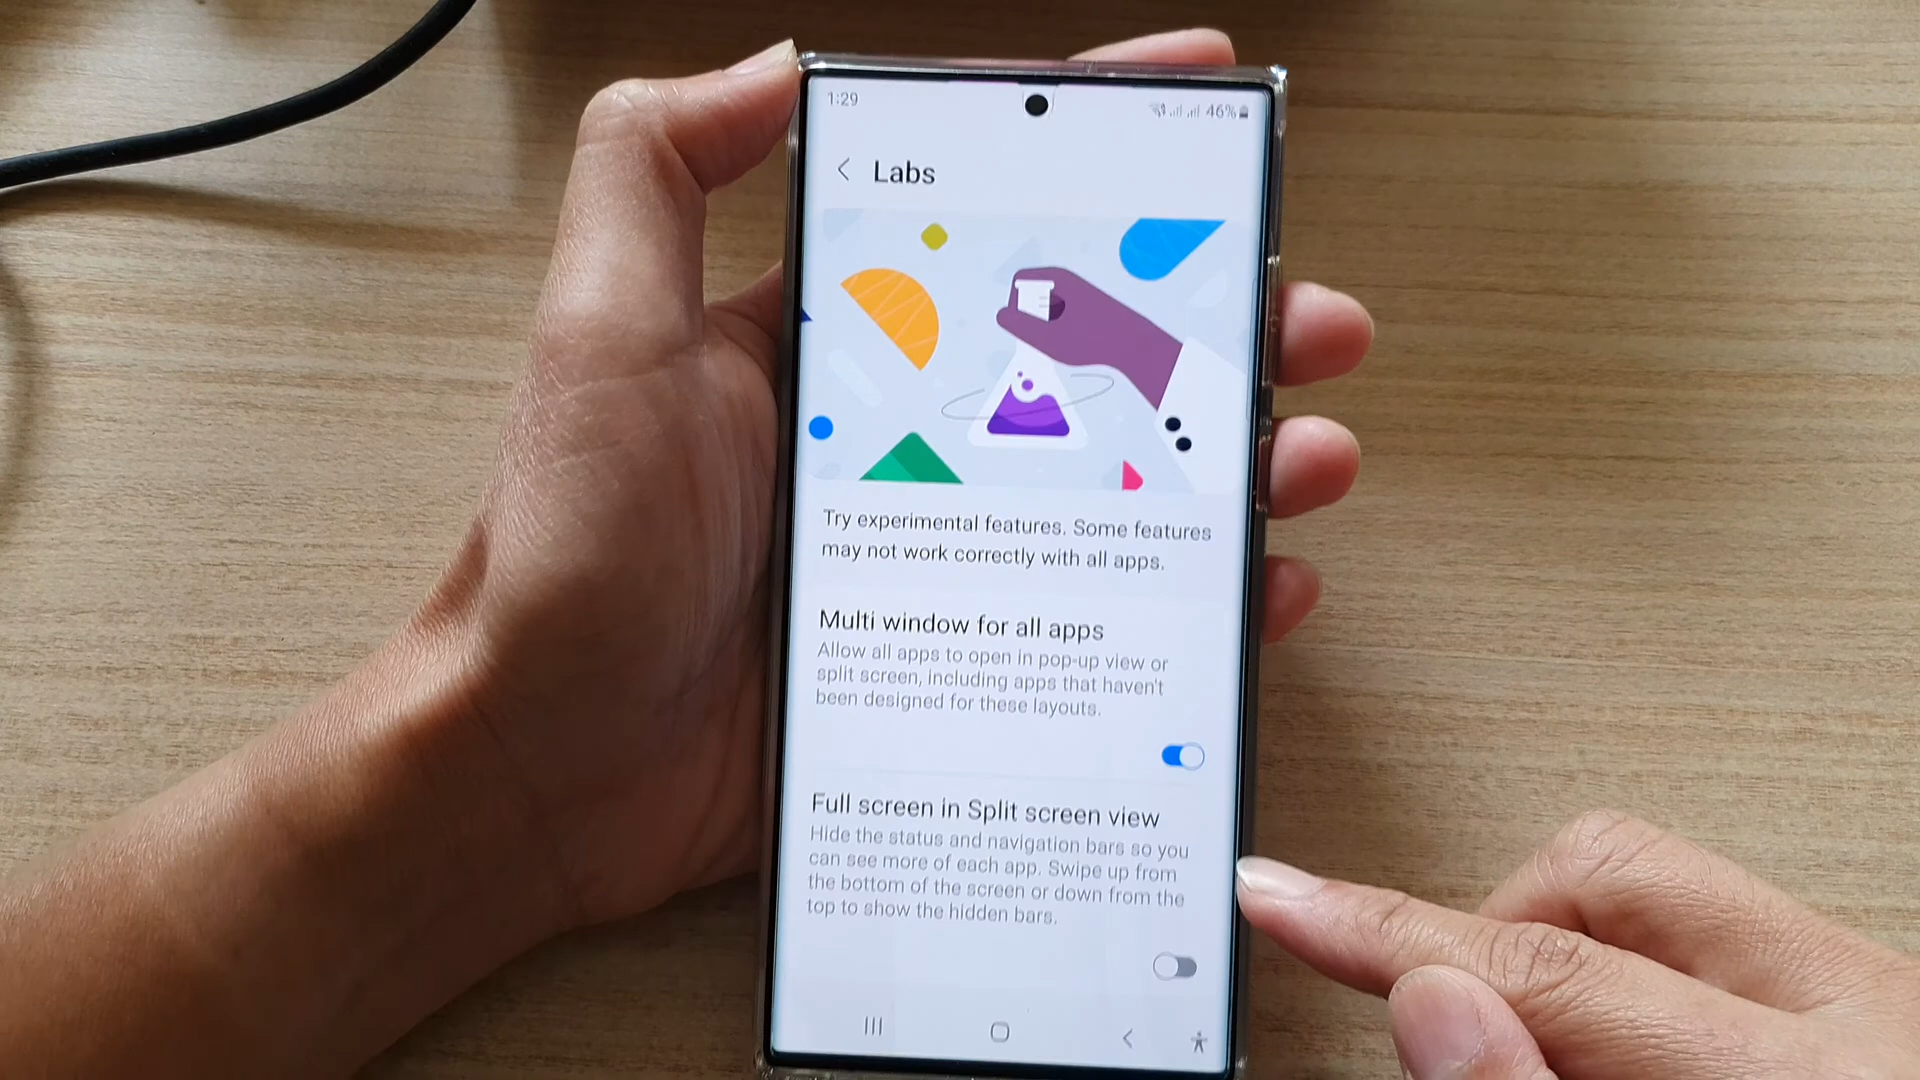 1:29
46%
Labs
Try experimental features. Some features
may not work correctly with all apps.
Multi window for all apps
Allow all apps to open in pop-up view or
split screen, including apps that haven't
been designed for these layouts.
Full screen in Split screen view
Hide the status and navigation bars so you
can see more of each app. Swipe up from
the bottom of the screen or down from the
top to show the hidden bars.